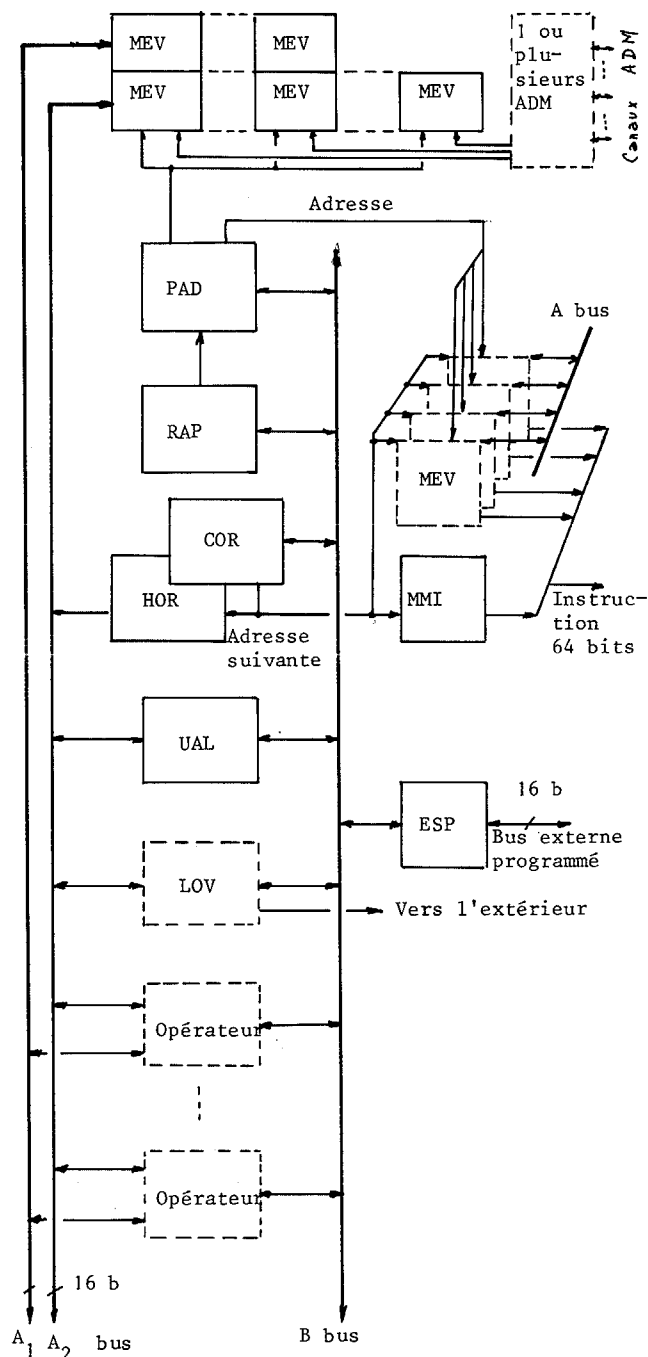 MEV
MEV
MEV
MEV
MEV
1 ou
plu-
sieurs
ADM
Canaux ADM
Adresse
PAD
A bus
RAP
MEV
COR
HOR
MMI
Adresse
suivante
Instruc-
tion
64 bits
UAL
16 b
ESP
Bus externe
programmé
LOV
Vers l'extérieur
Opérateur
Opérateur
16 b
A1 A2 bus
B bus